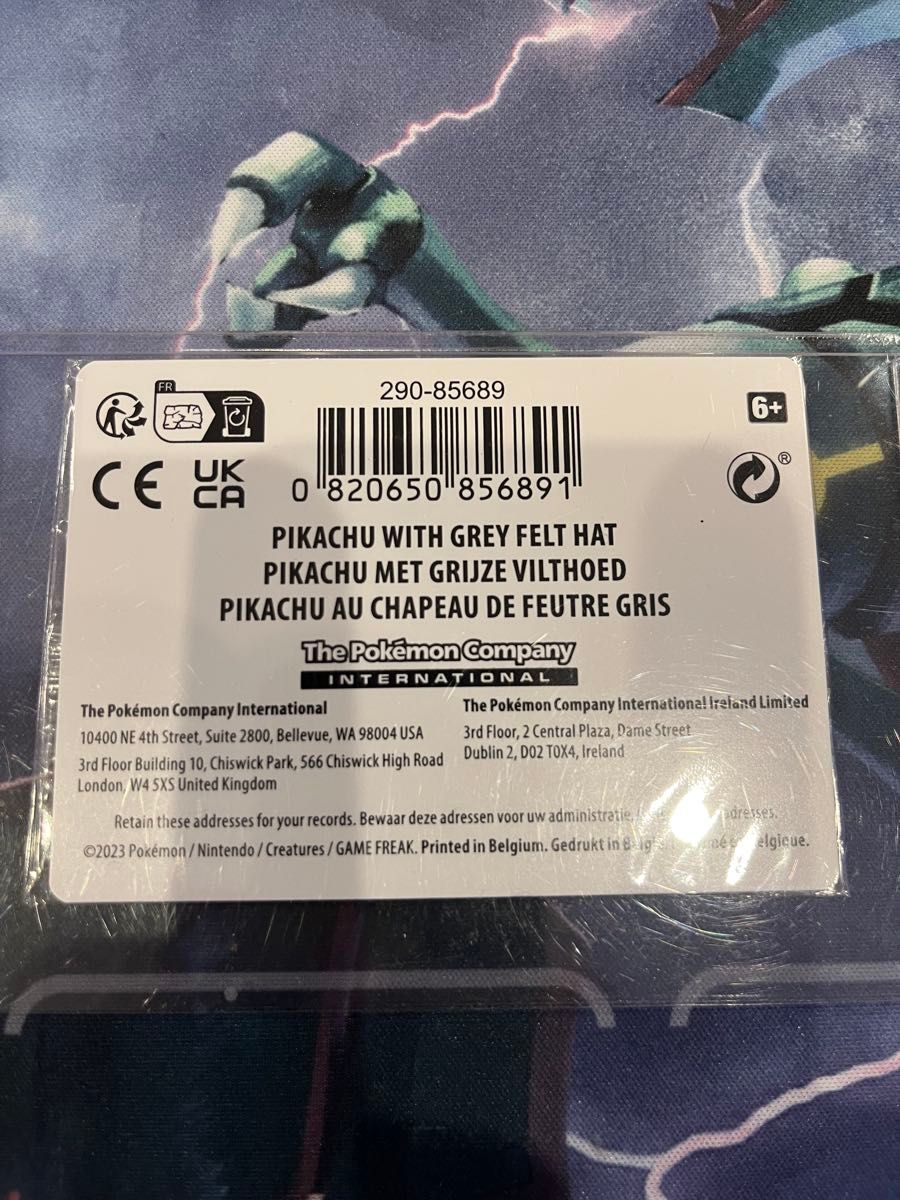 FR
290-85689
6+
CE
UK
CA
0 820650 856891
®
PIKACHU WITH GREY FELT HAT
PIKACHU MET GRIJZE VILTHOED
PIKACHU AU CHAPEAU DE FEUTRE GRIS
The Pokémon Company
INTERNATIONAL
The Pokémon Company International
10400 NE 4th Street, Suite 2800, Bellevue, WA 98004 USA
3rd Floor Building 10, Chiswick Park, 566 Chiswick High Road
London, W4 5XS United Kingdom
The Pokémon Company International Ireland Limited
3rd Floor, 2 Central Plaza, Dame Street
Dublin 2, D02 T0X4, Ireland
Retain these addresses for your records. Bewaar deze adressen voor uw administratie.
©2023 Pokémon / Nintendo / Creatures / GAME FREAK. Printed in Belgium. Gedrukt in